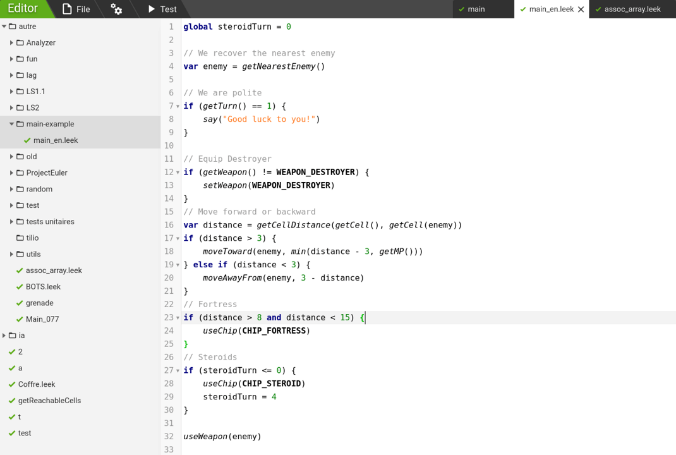 Editor
File
Test
main
main_en.leek
assoc_array.leek
autre
Analyzer
fun
lag
LS1.1
LS2
main-example
main_en.leek
old
ProjectEuler
random
test
tests unitaires
tilio
utils
assoc_array.leek
BOTS.leek
grenade
Main_077
ia
2
a
Coffre.leek
getReachableCells
t
test
1 global steroidTurn = 0
2
3 // We recover the nearest enemy
4 var enemy = getNearestEnemy()
5
6 // We are polite
7 if (getTurn() == 1) {
8     say("Good luck to you!")
9 }
10
11 // Equip Destroyer
12 if (getWeapon() != WEAPON_DESTROYER) {
13     setWeapon(WEAPON_DESTROYER)
14 }
15 // Move forward or backward
16 var distance = getCellDistance(getCell(), getCell(enemy))
17 if (distance > 3) {
18     moveToward(enemy, min(distance - 3, getMP()))
19 } else if (distance < 3) {
20     moveAwayFrom(enemy, 3 - distance)
21 }
22 // Fortress
23 if (distance > 8 and distance < 15) {
24     useChip(CHIP_FORTRESS)
25 }
26 // Steroids
27 if (steroidTurn <= 0) {
28     useChip(CHIP_STEROID)
29     steroidTurn = 4
30 }
31
32 useWeapon(enemy)
33